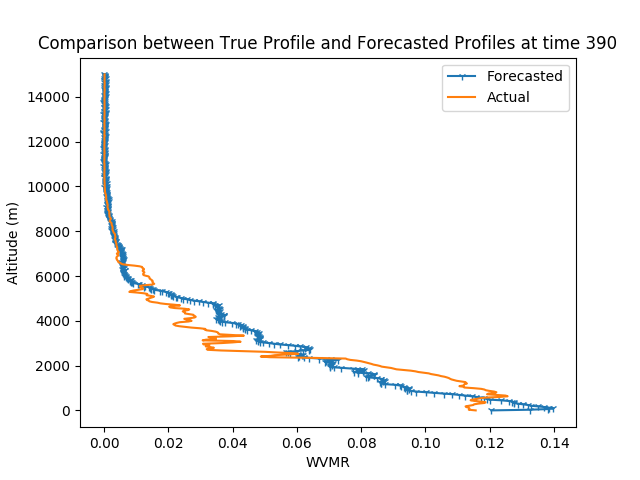 Comparison between True Profile and Forecasted Profiles at time 390
Forecasted
Actual
14000
12000
10000
8000
6000
4000
2000
0
Altitude (m)
0.00 0.02 0.04 0.06 0.08 0.10 0.12 0.14
WVMR